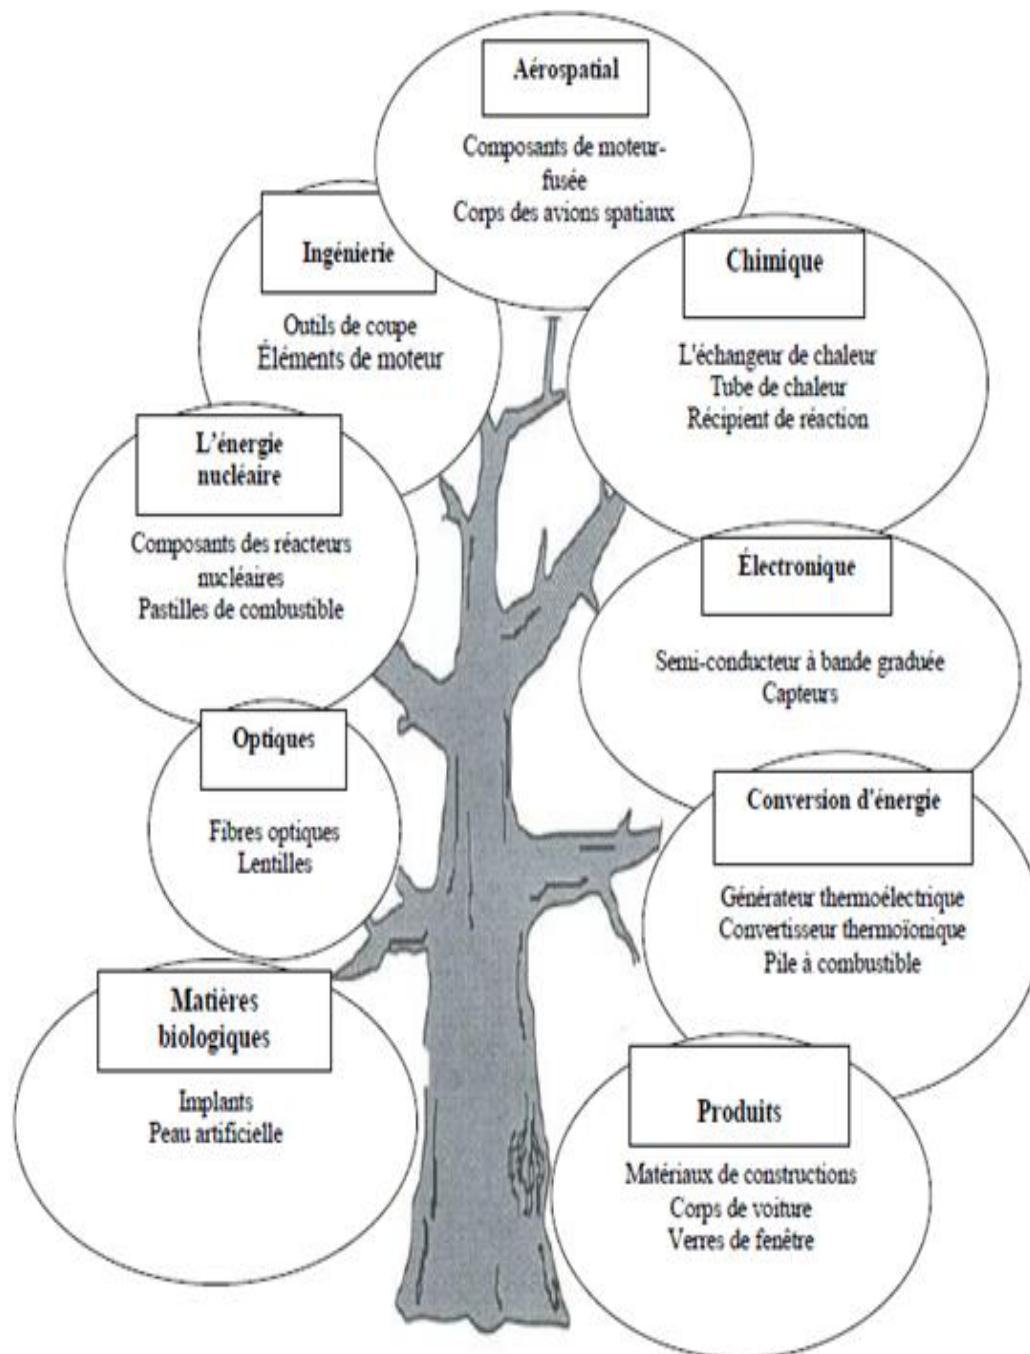 Aérospatial
Composants de moteur-
fusée
Corps des avions spatiaux
Ingénierie
Outils de coupe
Éléments de moteur
Chimique
L'échangeur de chaleur
Tube de chaleur
Récipient de réaction
L'énergie
nucléaire
Composants des réacteurs
nucléaires
Pastilles de combustible
Électronique
Semi-conducteur à bande graduée
Capteurs
Optiques
Fibres optiques
Lentilles
Conversion d'énergie
Générateur thermoélectrique
Convertisseur thermoïonique
Pile à combustible
Matières
biologiques
Implants
Peau artificielle
Produits
Matériaux de constructions
Corps de voiture
Verres de fenêtre